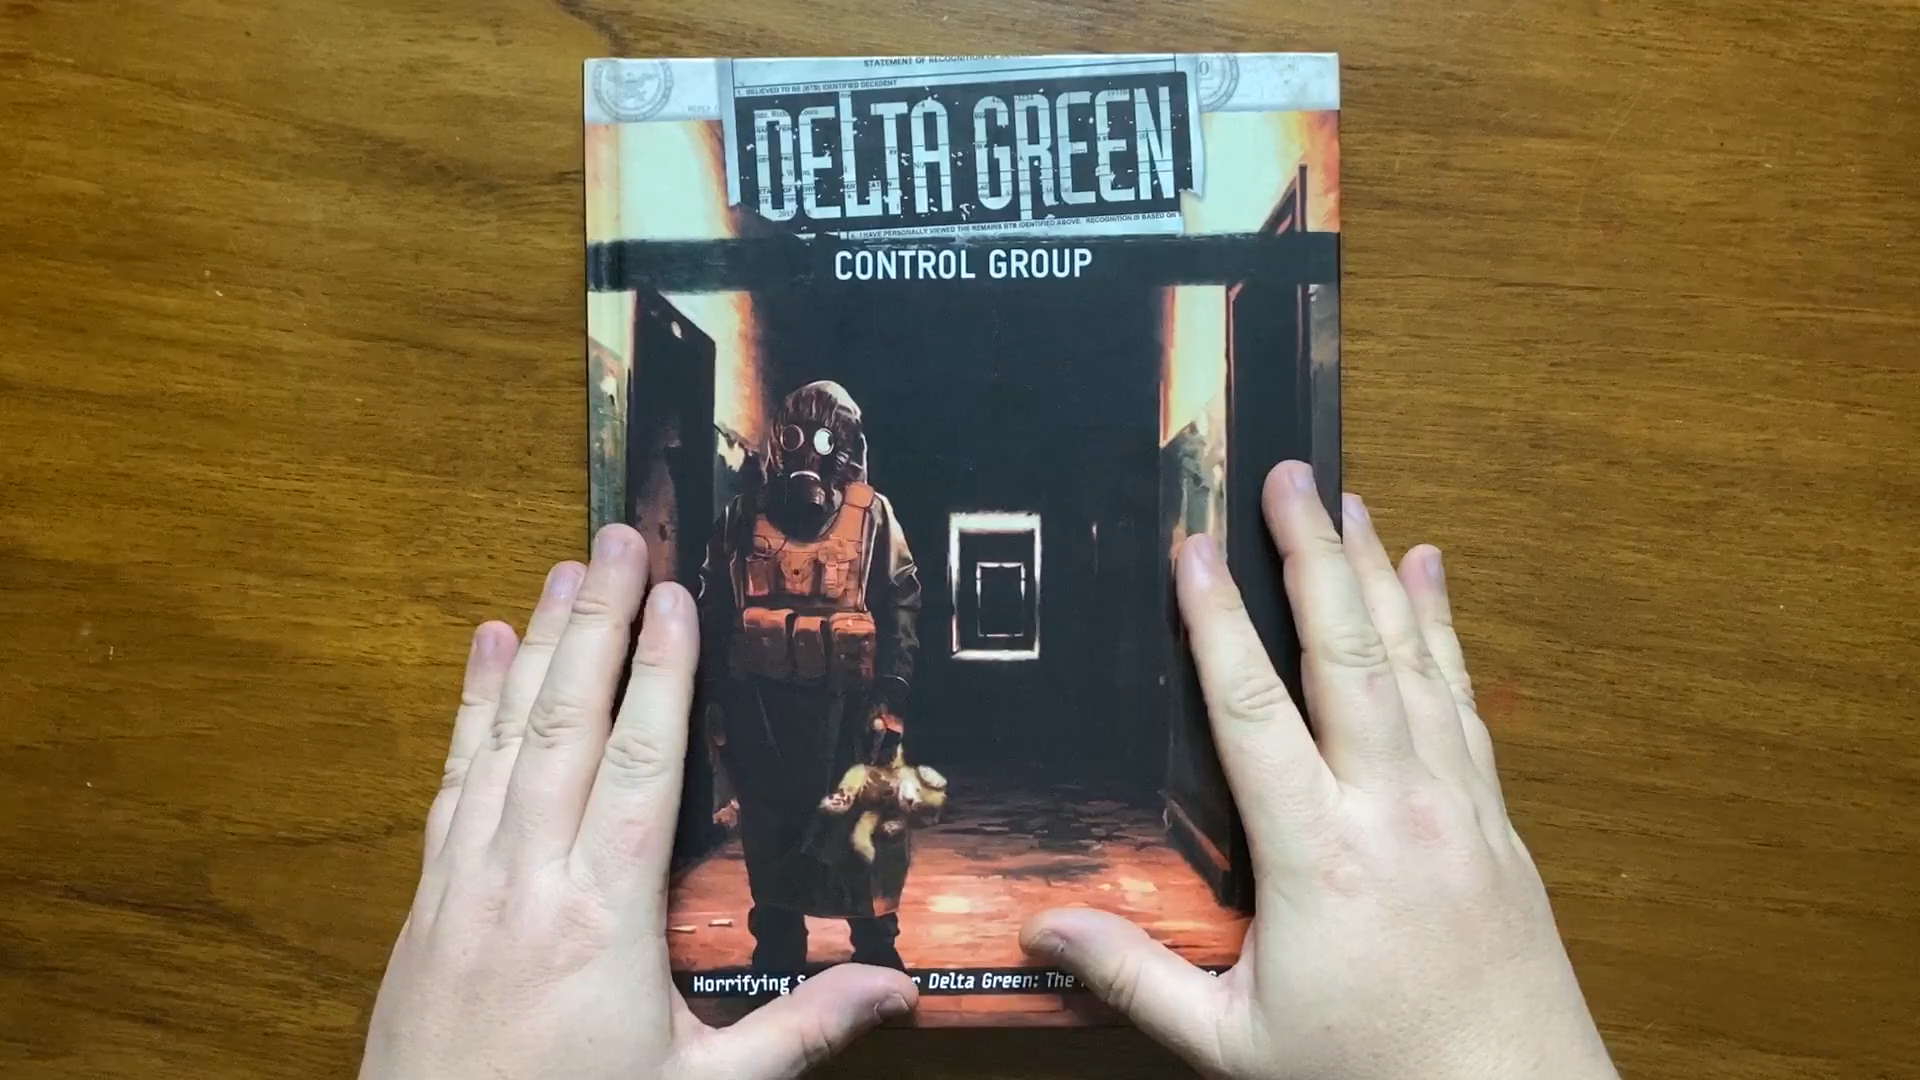 STATEMENT OF RECOGNITION OF
1. BELIEVED TO BE (BTB) IDENTIFIED DECEDENT
DELTA GREEN
I HAVE PERSONALLY VIEWED THE REMAINS BTB IDENTIFIED ABOVE. RECOGNITION IS BASED ON
CONTROL GROUP
Horrifying Delta Green: The